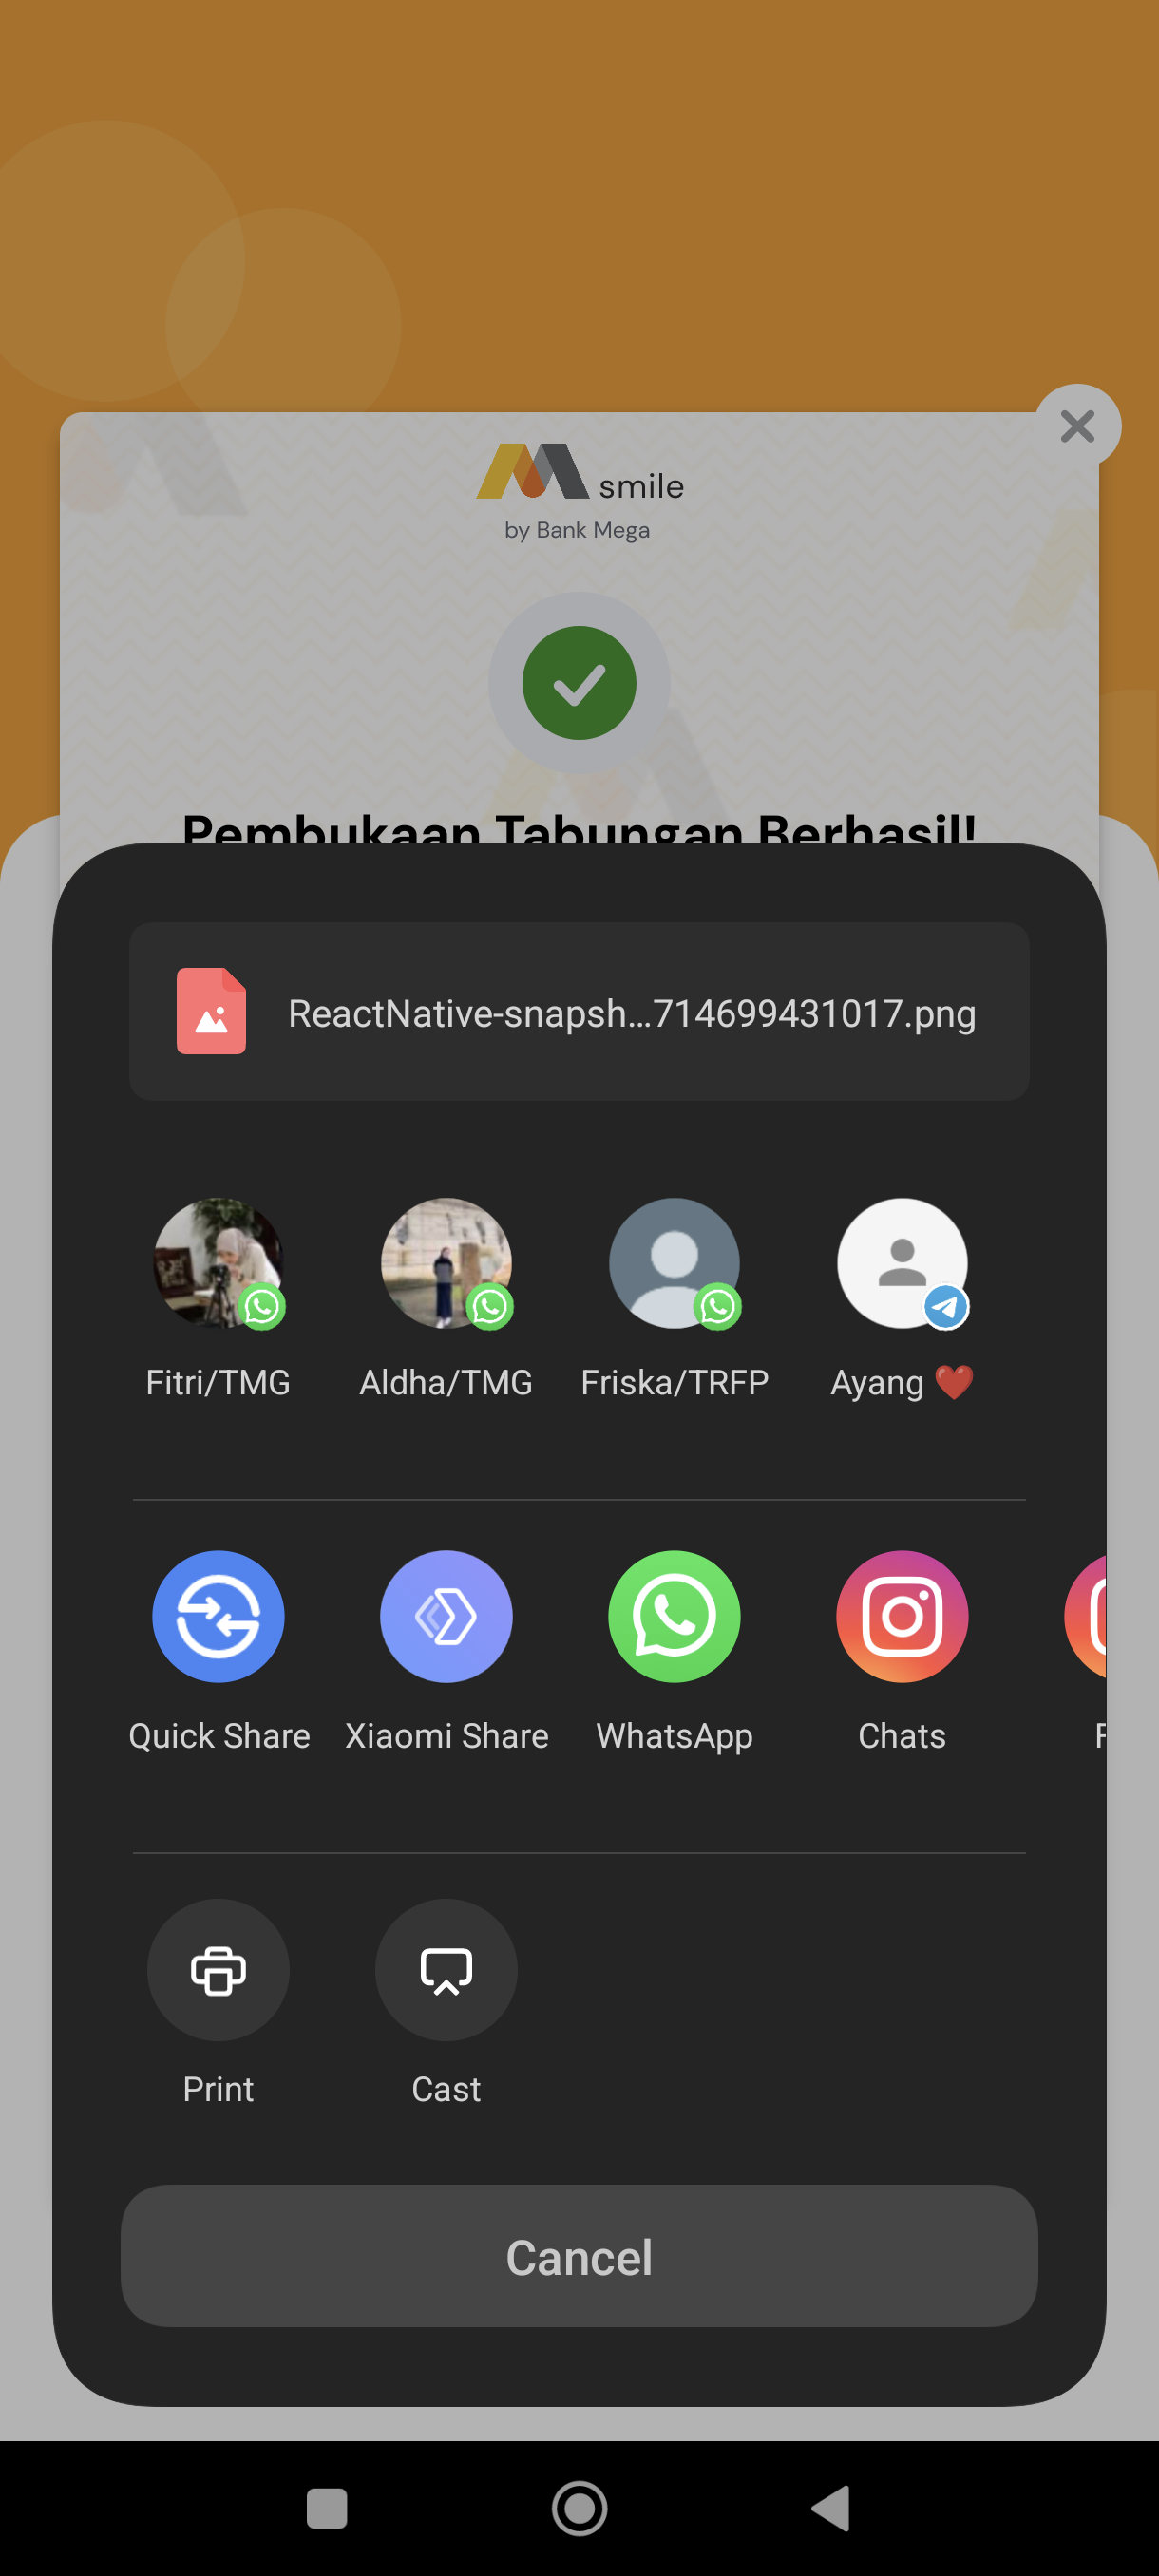 smile
by Bank Mega
Pembukaan Tabungan Berhasil!
ReactNative-snapsh...714699431017.png
Fitri/TMG
Aldha/TMG
Friska/TRFP
Ayang ❤️
Quick Share
Xiaomi Share
WhatsApp
Chats
Print
Cast
Cancel